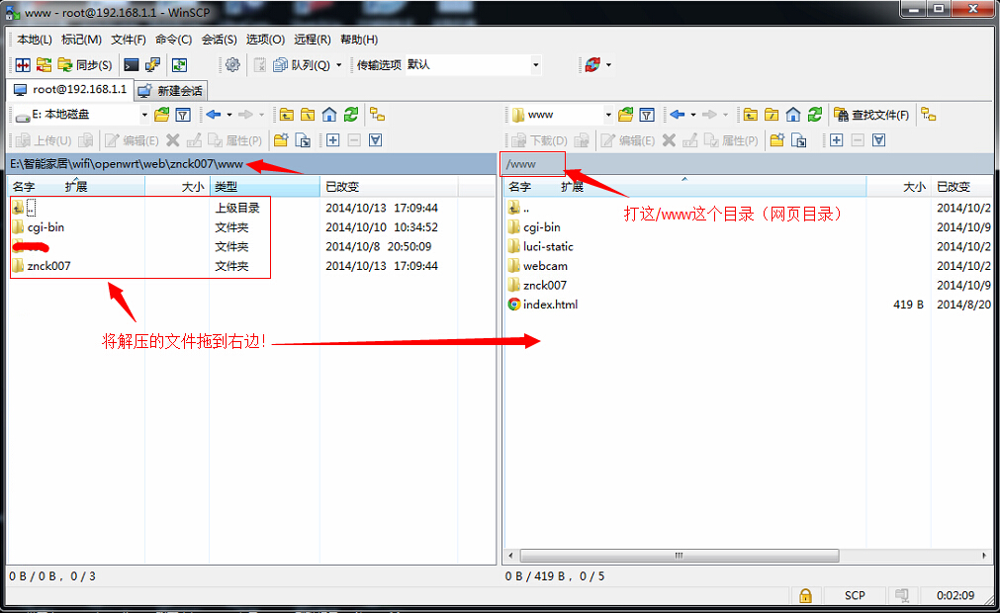 www - root@192.168.1.1 - WinSCP
本地(L) 标记(M) 文件(F) 命令(C) 会话(S) 选项(O) 远程(R) 帮助(H)
同步(S) 队列(Q) 传输选项 默认
root@192.168.1.1 新建会话
E: 本地磁盘
www 查找文件(F)
上传(U) 编辑(E) 属性(P)
下载(D) 编辑(E) 属性(P)
E:\智能家居\wifi\openwrt\web\znck007\www
/www
名字 扩展 大小 类型 已改变
名字 扩展 大小 已改变
.. 上级目录 2014/10/13 17:09:44
cgi-bin 文件夹 2014/10/10 10:34:52
文件夹 2014/10/8 20:50:09
znck007 文件夹 2014/10/13 17:09:44
打这/www这个目录（网页目录）
.. 2014/10/2
cgi-bin 2014/10/9
luci-static 2014/10/2
webcam 2014/10/2
znck007 2014/10/9
index.html 419 B 2014/8/20
将解压的文件拖到右边!
0 B / 0 B， 0 / 3
0 B / 419 B， 0 / 5
SCP 0:02:09